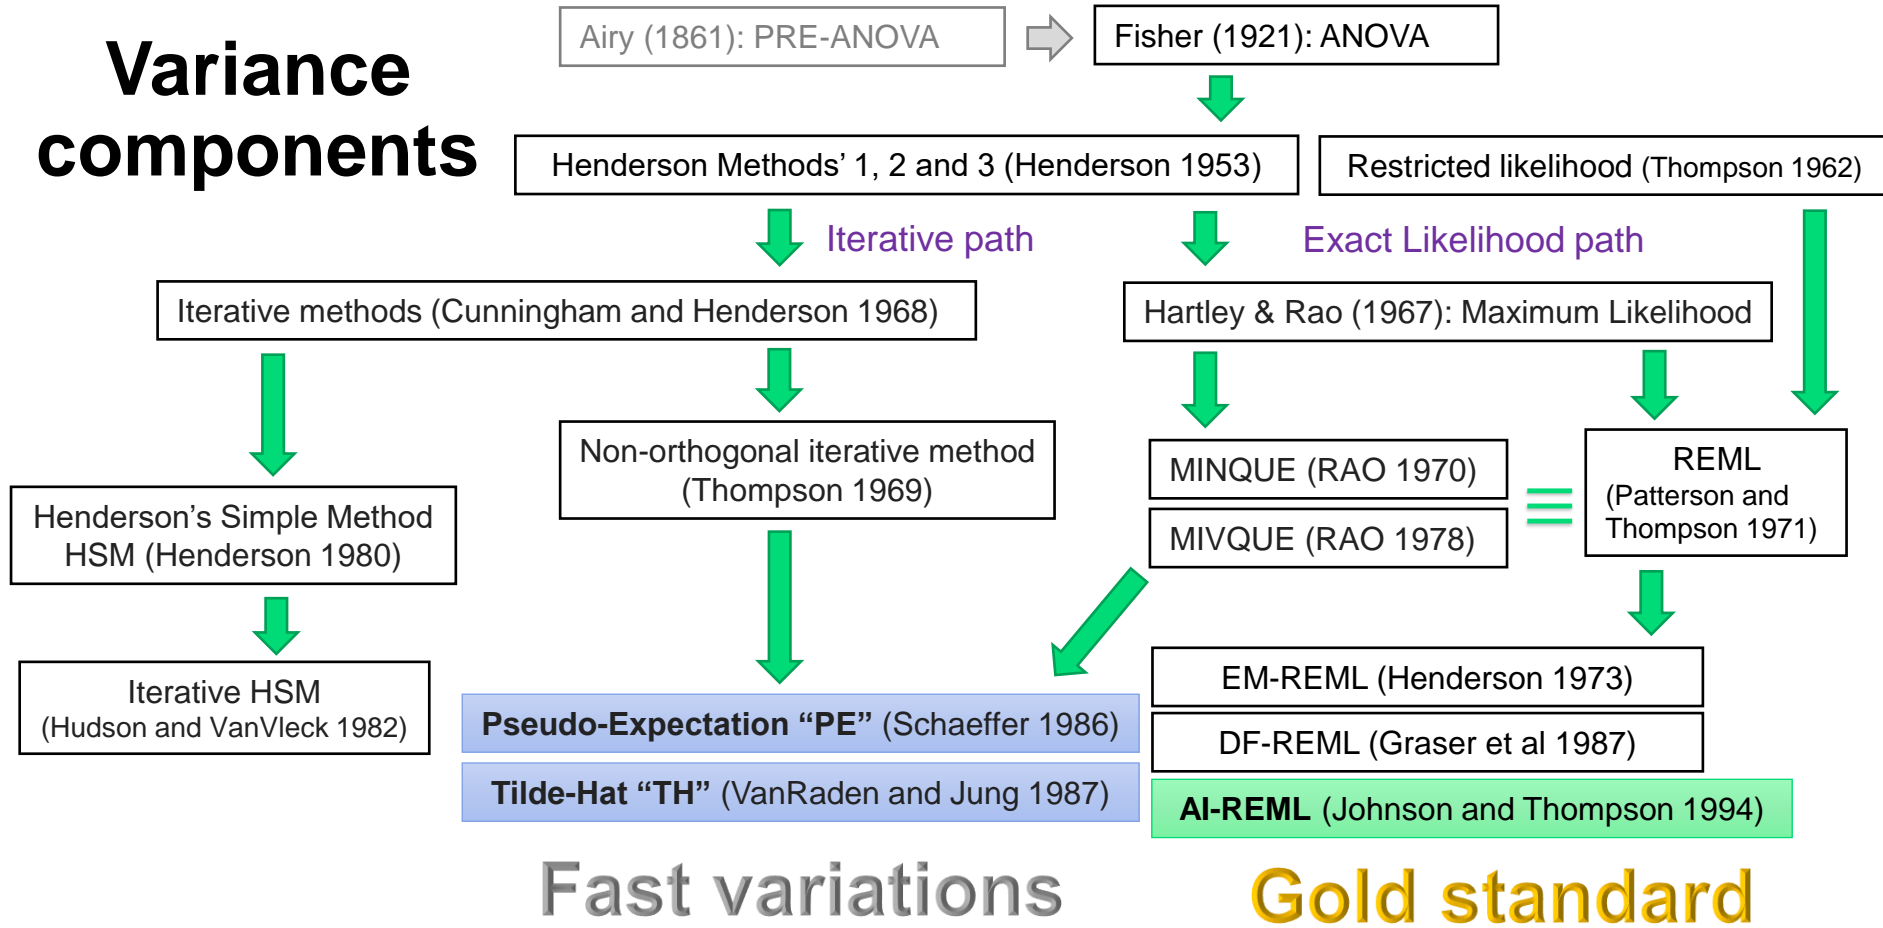 Variance
components
Airy (1861): PRE-ANOVA
Fisher (1921): ANOVA
Henderson Methods’ 1, 2 and 3 (Henderson 1953)
Restricted likelihood (Thompson 1962)
Iterative path
Exact Likelihood path
Iterative methods (Cunningham and Henderson 1968)
Hartley & Rao (1967): Maximum Likelihood
Non-orthogonal iterative method
(Thompson 1969)
MINQUE (RAO 1970)
MIVQUE (RAO 1978)
REML
(Patterson and
Thompson 1971)
Henderson’s Simple Method
HSM (Henderson 1980)
Iterative HSM
(Hudson and VanVleck 1982)
Pseudo-Expectation “PE” (Schaeffer 1986)
Tilde-Hat “TH” (VanRaden and Jung 1987)
EM-REML (Henderson 1973)
DF-REML (Graser et al 1987)
AI-REML (Johnson and Thompson 1994)
Fast variations
Gold standard